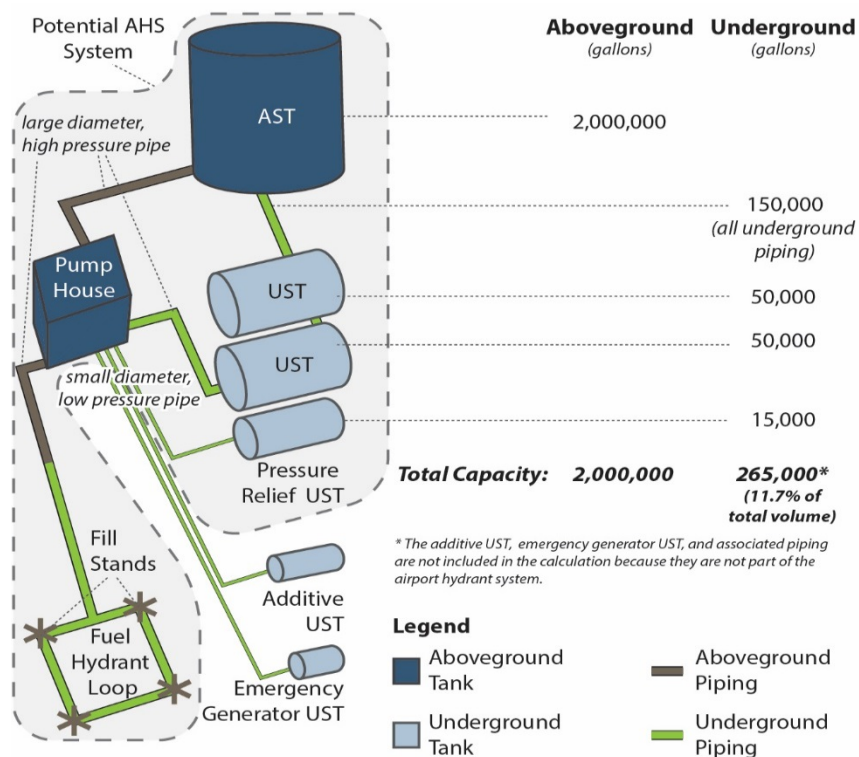 Potential AHS
System
Aboveground
(gallons)
Underground
(gallons)
large diameter,
high pressure pipe
AST
2,000,000
150,000
(all underground
piping)
Pump
House
UST
50,000
UST
50,000
small diameter,
low pressure pipe
15,000
Pressure
Relief UST
Total Capacity:
2,000,000
265,000*
(11.7% of
total volume)
* The additive UST, emergency generator UST, and associated piping
are not included in the calculation because they are not part of the
airport hydrant system.
Fill
Stands
Additive
UST
Fuel
Hydrant
Loop
Emergency
Generator UST
Legend
Aboveground
Tank
Aboveground
Piping
Underground
Tank
Underground
Piping